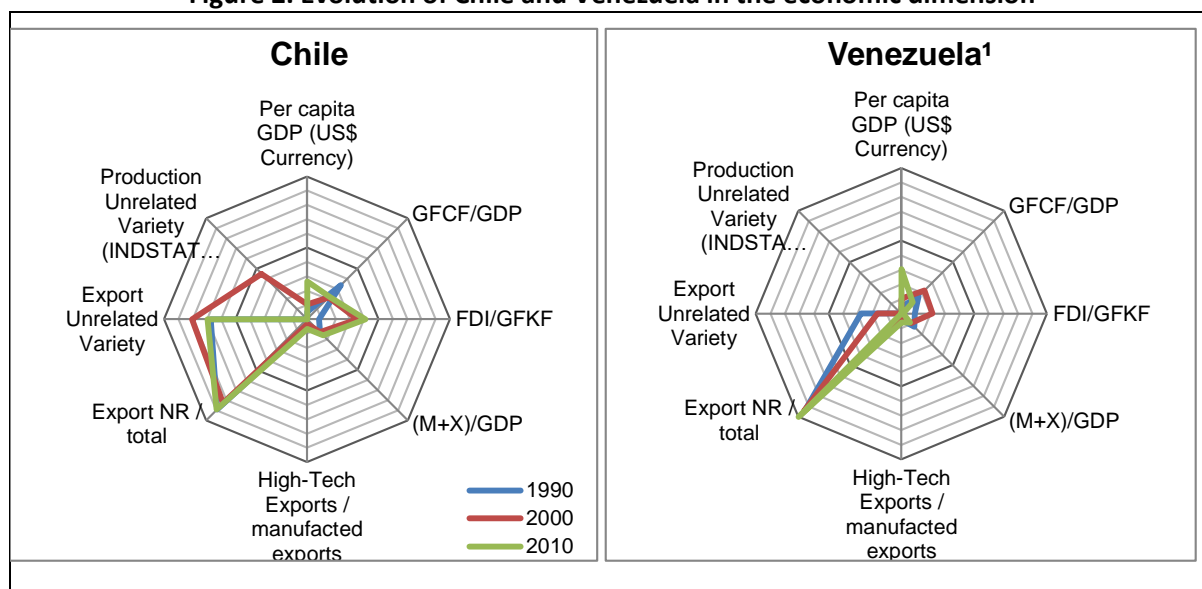 Figure 2. Evolution of Chile and Venezuela in the economic dimension
Chile
Per capita
GDP (US$
Currency)
GFCF/GDP
FDI/GFKF
(M+X)/GDP
High-Tech
Exports /
manufacted
exports
Export NR /
total
Export
Unrelated
Variety
Production
Unrelated
Variety
(INDSTAT…
1990
2000
2010
Venezuela¹
Per capita
GDP (US$
Currency)
GFCF/GDP
FDI/GFKF
(M+X)/GDP
High-Tech
Exports /
manufacted
exports
Export NR /
total
Export
Unrelated
Variety
Production
Unrelated
Variety
(INDSTA…